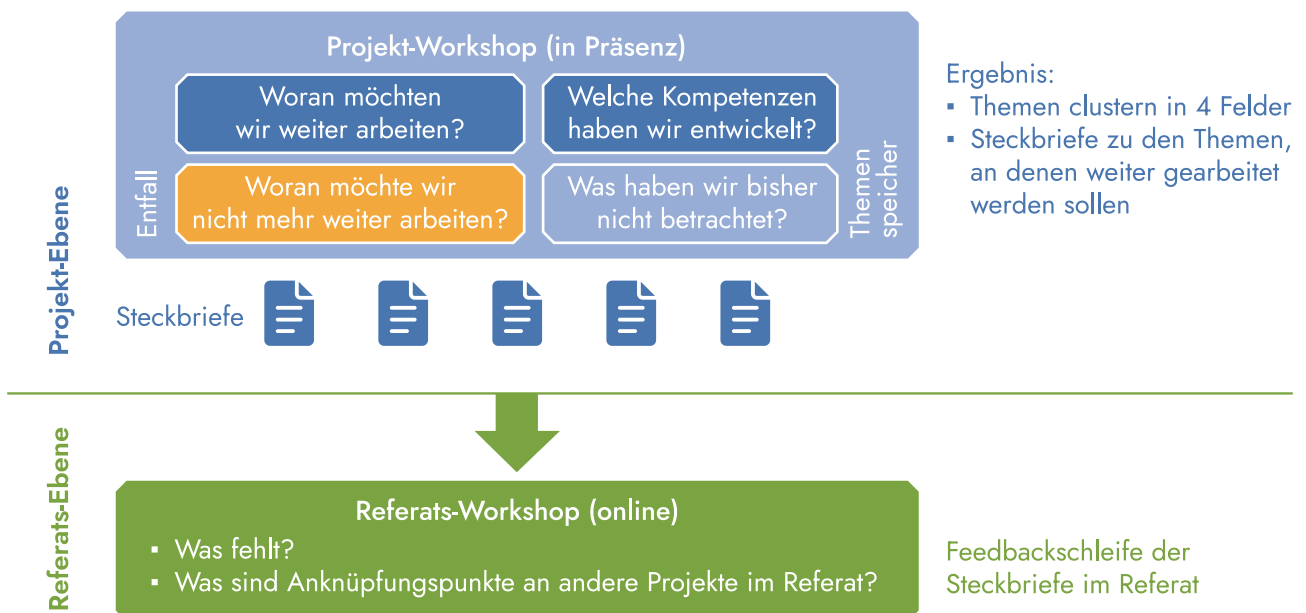 Projekt-Ebene
Projekt-Workshop (in Präsenz)
Entfall
Woran möchten
wir weiter arbeiten?
Welche Kompetenzen
haben wir entwickelt?
Woran möchte wir
nicht mehr weiter arbeiten?
Was haben wir bisher
nicht betrachtet?
Themen
speicher
Ergebnis:
▪ Themen clustern in 4 Felder
▪ Steckbriefe zu den Themen,
an denen weiter gearbeitet
werden sollen
Steckbriefe
Referats-Ebene
Referats-Workshop (online)
▪ Was fehlt?
▪ Was sind Anknüpfungspunkte an andere Projekte im Referat?
Feedbackschleife der
Steckbriefe im Referat